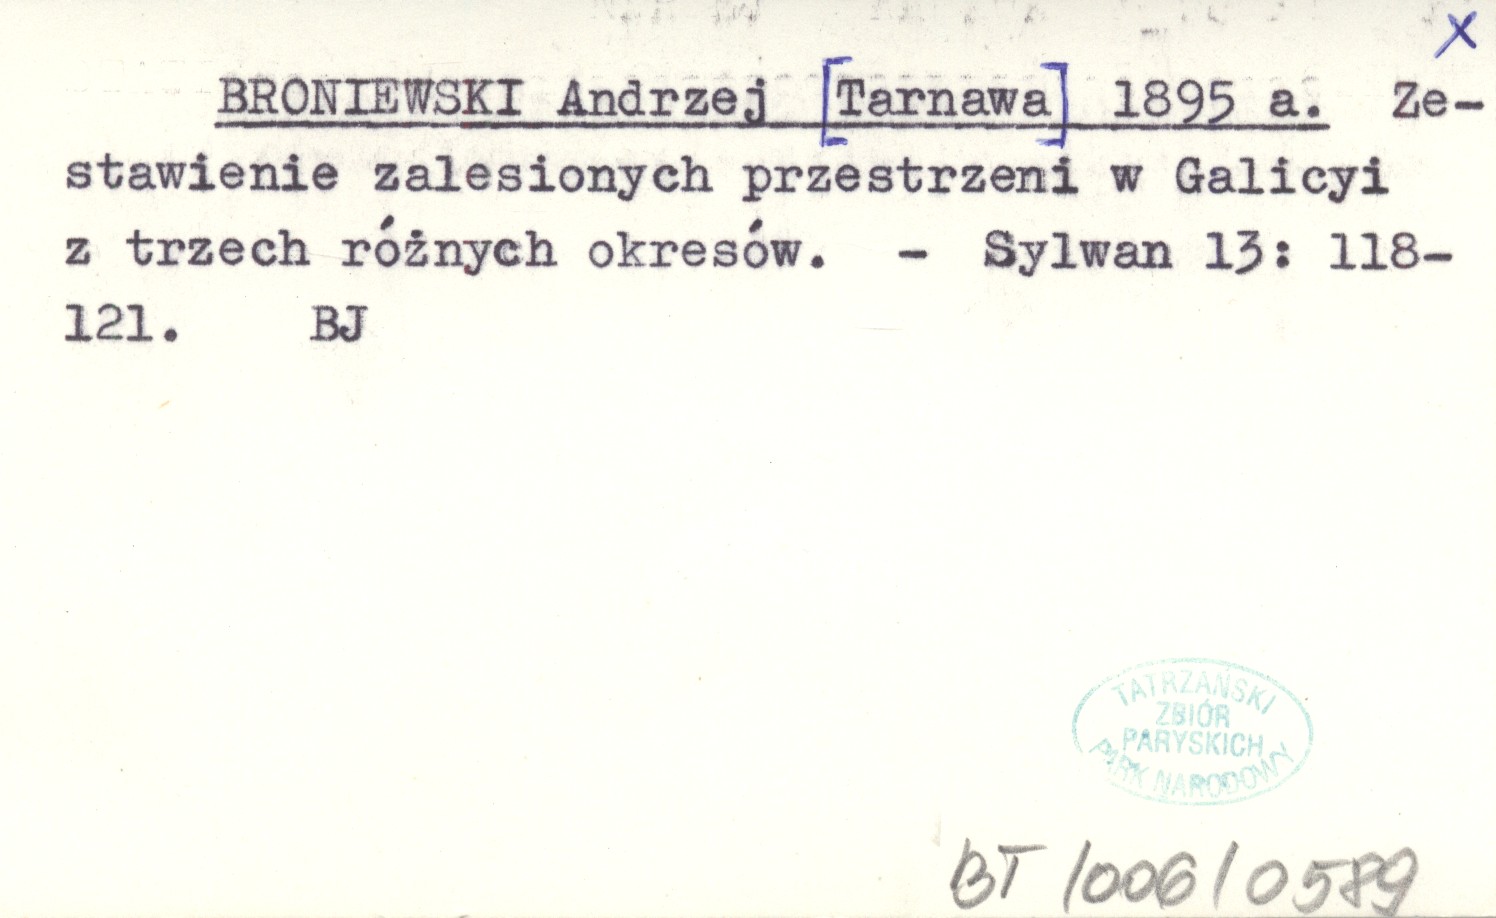 x
BRONIEWSKI Andrzej [Tarnawa] 1895 a. Ze-
stawienie zalesionych przestrzeni w Galicyi
z trzech różnych okresów. - Sylwan 13: 118-
121. BJ
TATRZAŃSKI
ZBIÓR
PARYSKICH
PARK NARODOWY
BT/006/0589